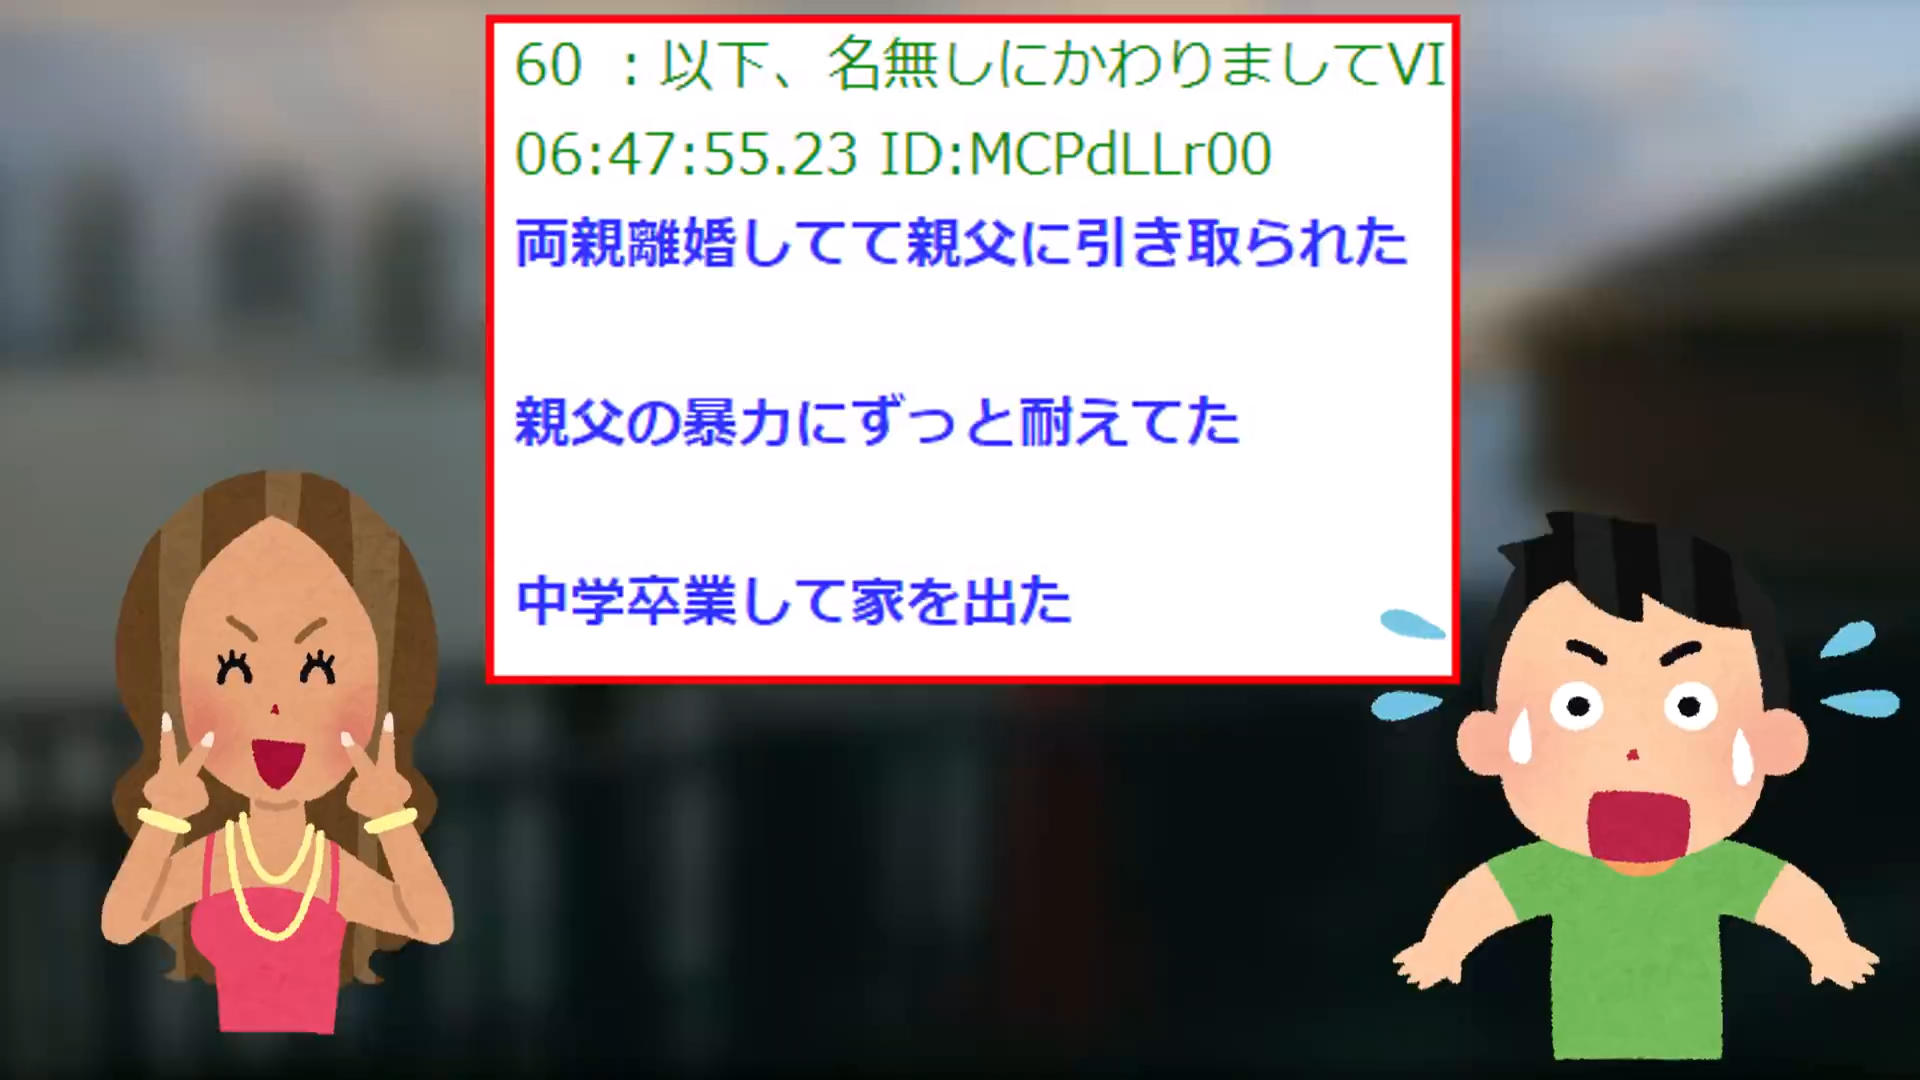 60 ：以下、名無しにかわりましてVI
06:47:55.23 ID:MCPdLLr00
両親離婚してて親父に引き取られた
親父の暴力にずっと耐えてた
中学卒業して家を出た